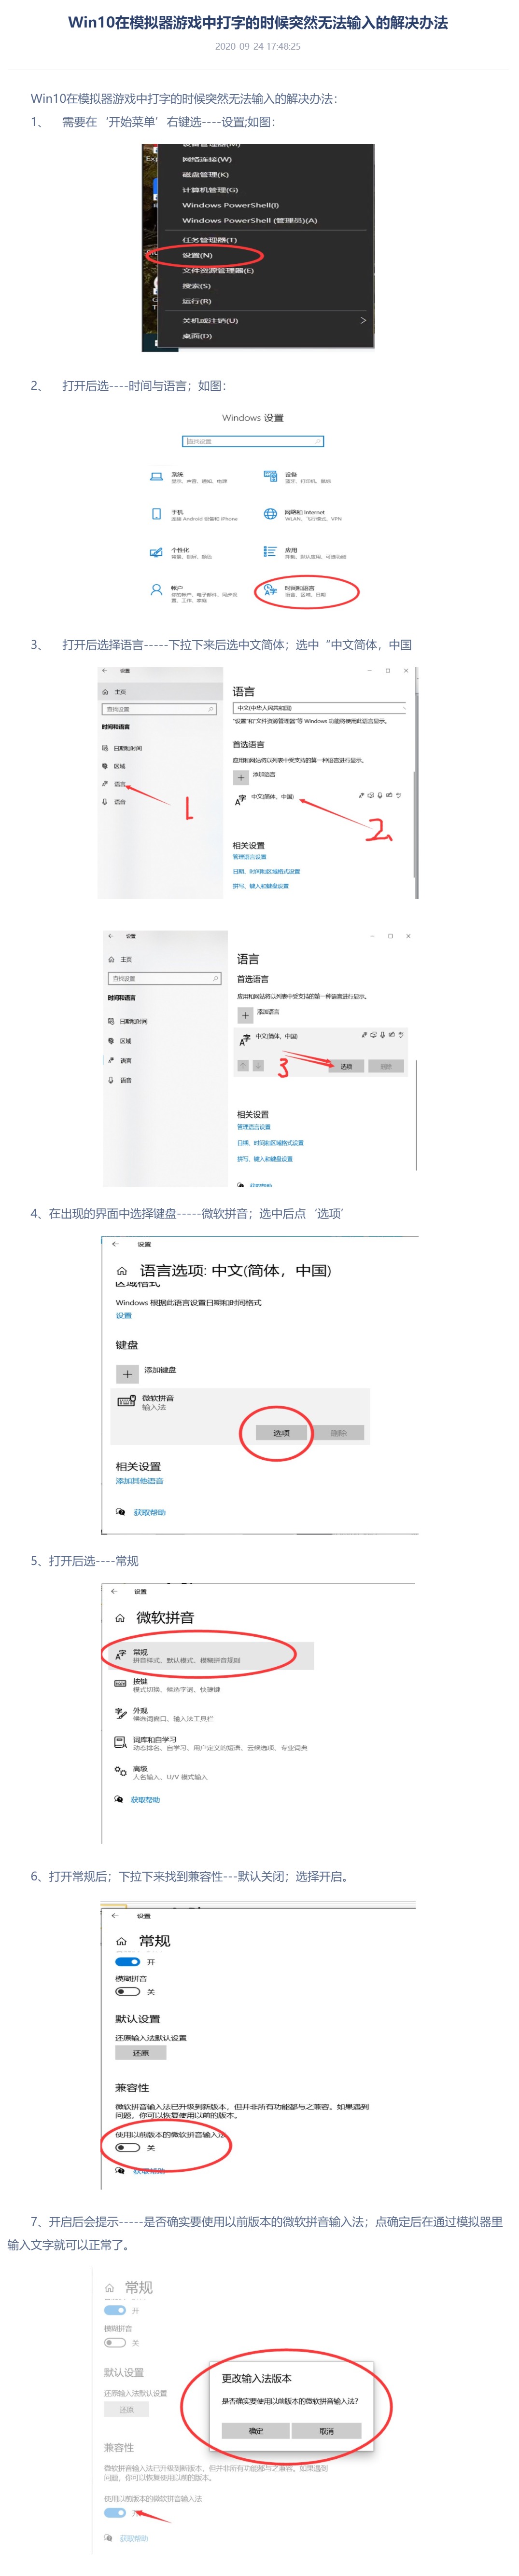 Win10在模拟器游戏中打字的时候突然无法输入的解决办法
2020-09-24 17:48:25
Win10在模拟器游戏中打字的时候突然无法输入的解决办法：
1、 需要在‘开始菜单’右键选----设置;如图：
网络连接(W)
磁盘管理(K)
计算机管理(G)
Windows PowerShell(I)
Windows PowerShell (管理员)(A)
任务管理器(T)
设置(N)
文件资源管理器(E)
搜索(S)
运行(R)
关机或注销(U)
桌面(D)
2、 打开后选----时间与语言；如图：
Windows 设置
查找设置
系统
显示、声音、通知、电源
设备
蓝牙、打印机、鼠标
手机
连接 Android 设备和 iPhone
网络和 Internet
WLAN、飞行模式、VPN
个性化
背景、锁屏、颜色
应用
卸载、默认应用、可选功能
帐户
你的帐户、电子邮件、同步设置、工作、家庭
时间和语言
语音、区域、日期
3、 打开后选择语言-----下拉下来后选中文简体；选中“中文简体，中国
设置
主页
查找设置
时间和语言
日期和时间
区域
语言
语音
1
语言
中文(中华人民共和国)
“设置”和“文件资源管理器”等 Windows 功能将使用此语言显示。
首选语言
应用和网站将以列表中受支持的第一种语言进行显示。
添加语言
中文(简体，中国)
2
相关设置
管理语言设置
日期、时间和区域格式设置
拼写、键入和键盘设置
设置
主页
查找设置
时间和语言
日期和时间
区域
语言
语音
语言
首选语言
应用和网站将以列表中受支持的第一种语言进行显示。
添加语言
中文(简体，中国)
3
选项
删除
相关设置
管理语言设置
日期、时间和区域格式设置
拼写、键入和键盘设置
获取帮助
4、在出现的界面中选择键盘-----微软拼音；选中后点‘选项’
设置
语言选项: 中文(简体，中国)
区域格式
Windows 根据此语言设置日期和时间格式
设置
键盘
添加键盘
微软拼音
输入法
选项
删除
相关设置
添加其他语音
获取帮助
5、打开后选----常规
设置
微软拼音
常规
拼音样式、默认模式、模糊拼音规则
按键
模式切换、候选字词、快捷键
外观
候选词窗口、输入法工具栏
词库和自学习
动态排名、自学习、用户定义的短语、云候选项、专业词典
高级
人名输入、U/V 模式输入
获取帮助
6、打开常规后；下拉下来找到兼容性---默认关闭；选择开启。
设置
常规
开
模糊拼音
关
默认设置
还原输入法默认设置
还原
兼容性
微软拼音输入法已升级到新版本，但并非所有功能都与之兼容。如果遇到
问题，你可以恢复使用以前的版本。
使用以前版本的微软拼音输入法
关
获取帮助
7、开启后会提示-----是否确实要使用以前版本的微软拼音输入法；点确定后在通过模拟器里
输入文字就可以正常了。
常规
开
模糊拼音
关
默认设置
还原输入法默认设置
还原
兼容性
微软拼音输入法已升级到新版本，但并非所有功能都与之兼容。如果遇到
问题，你可以恢复使用以前的版本。
使用以前版本的微软拼音输入法
获取帮助
更改输入法版本
是否确实要使用以前版本的微软拼音输入法?
确定
取消